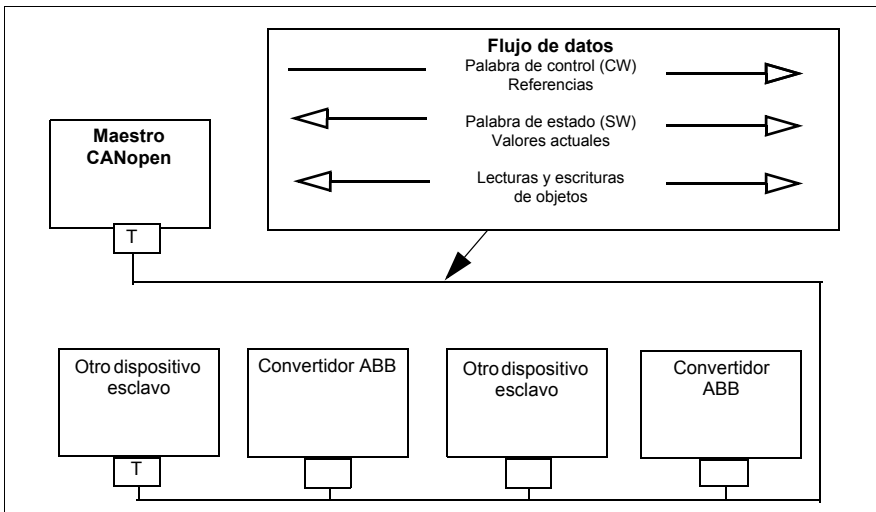 Flujo de datos
Palabra de control (CW)
Referencias
Palabra de estado (SW)
Valores actuales
Lecturas y escrituras
de objetos
Maestro
CANopen
T
Otro dispositivo
esclavo
T
Convertidor ABB
Otro dispositivo
esclavo
Convertidor
ABB